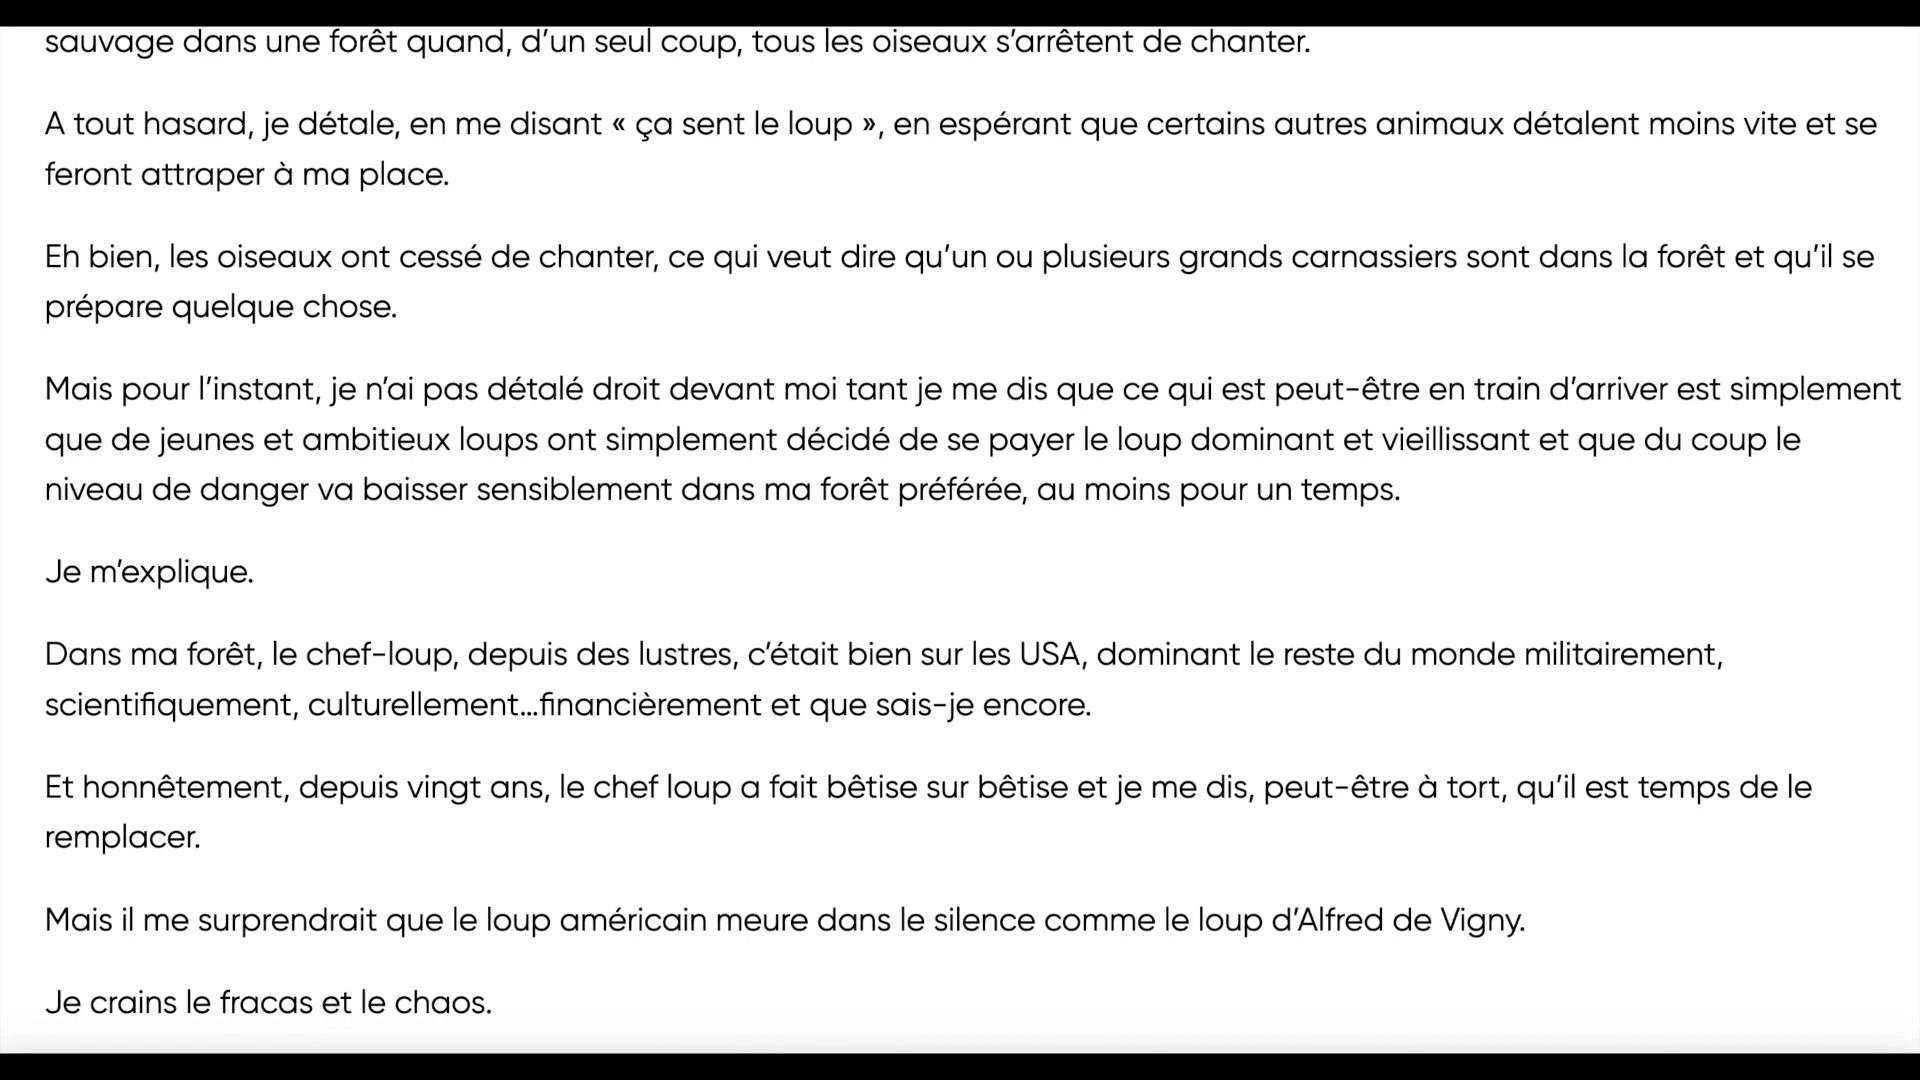 sauvage dans une forêt quand, d’un seul coup, tous les oiseaux s’arrêtent de chanter.
A tout hasard, je détale, en me disant « ça sent le loup », en espérant que certains autres animaux détalent moins vite et se
feront attraper à ma place.
Eh bien, les oiseaux ont cessé de chanter, ce qui veut dire qu’un ou plusieurs grands carnassiers sont dans la forêt et qu’il se
prépare quelque chose.
Mais pour l’instant, je n’ai pas détalé droit devant moi tant je me dis que ce qui est peut-être en train d’arriver est simplement
que de jeunes et ambitieux loups ont simplement décidé de se payer le loup dominant et vieillissant et que du coup le
niveau de danger va baisser sensiblement dans ma forêt préférée, au moins pour un temps.
Je m’explique.
Dans ma forêt, le chef-loup, depuis des lustres, c’était bien sur les USA, dominant le reste du monde militairement,
scientifiquement, culturellement…financièrement et que sais-je encore.
Et honnêtement, depuis vingt ans, le chef loup a fait bêtise sur bêtise et je me dis, peut-être à tort, qu’il est temps de le
remplacer.
Mais il me surprendrait que le loup américain meure dans le silence comme le loup d’Alfred de Vigny.
Je crains le fracas et le chaos.